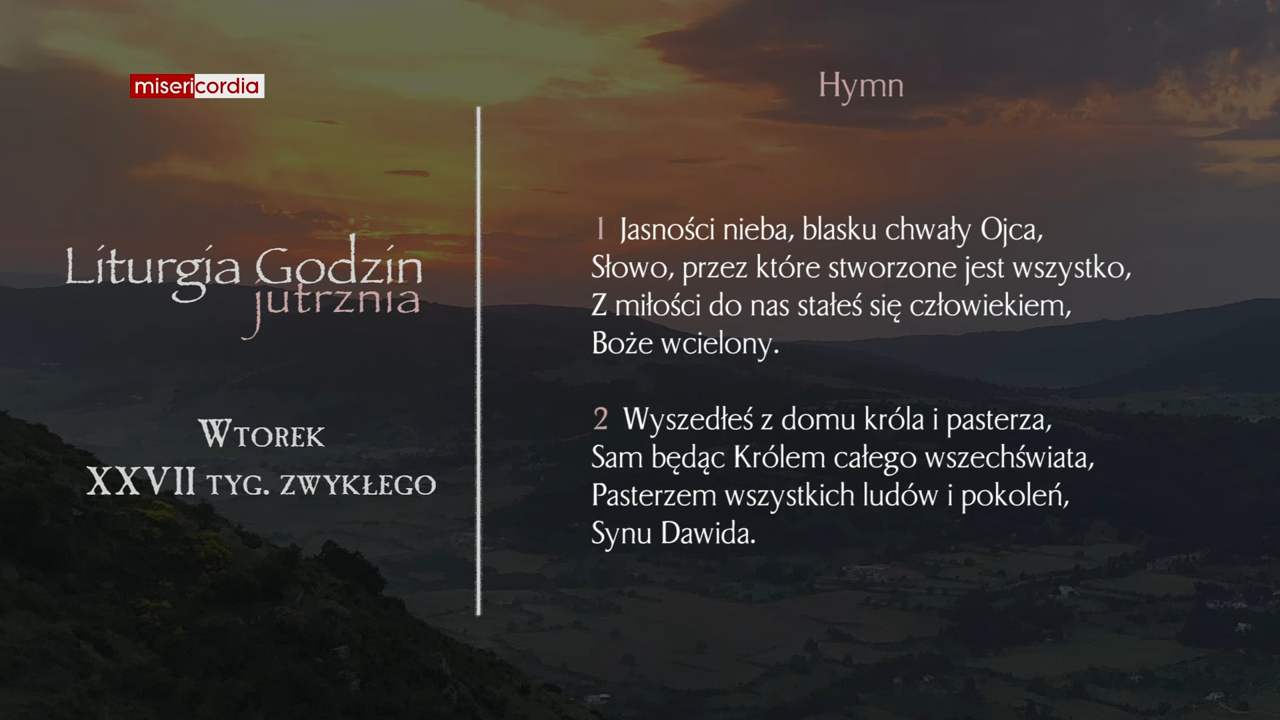 misericordia
Liturgia Godzin
jutrznia
Wtorek
XXVII tyg. zwykłego
Hymn
1 Jasności nieba, blasku chwały Ojca,
Słowo, przez które stworzone jest wszystko,
Z miłości do nas stałeś się człowiekiem,
Boże wcielony.
2 Wyszedłeś z domu króla i pasterza,
Sam będąc Królem całego wszechświata,
Pasterzem wszystkich ludów i pokoleń,
Synu Dawida.